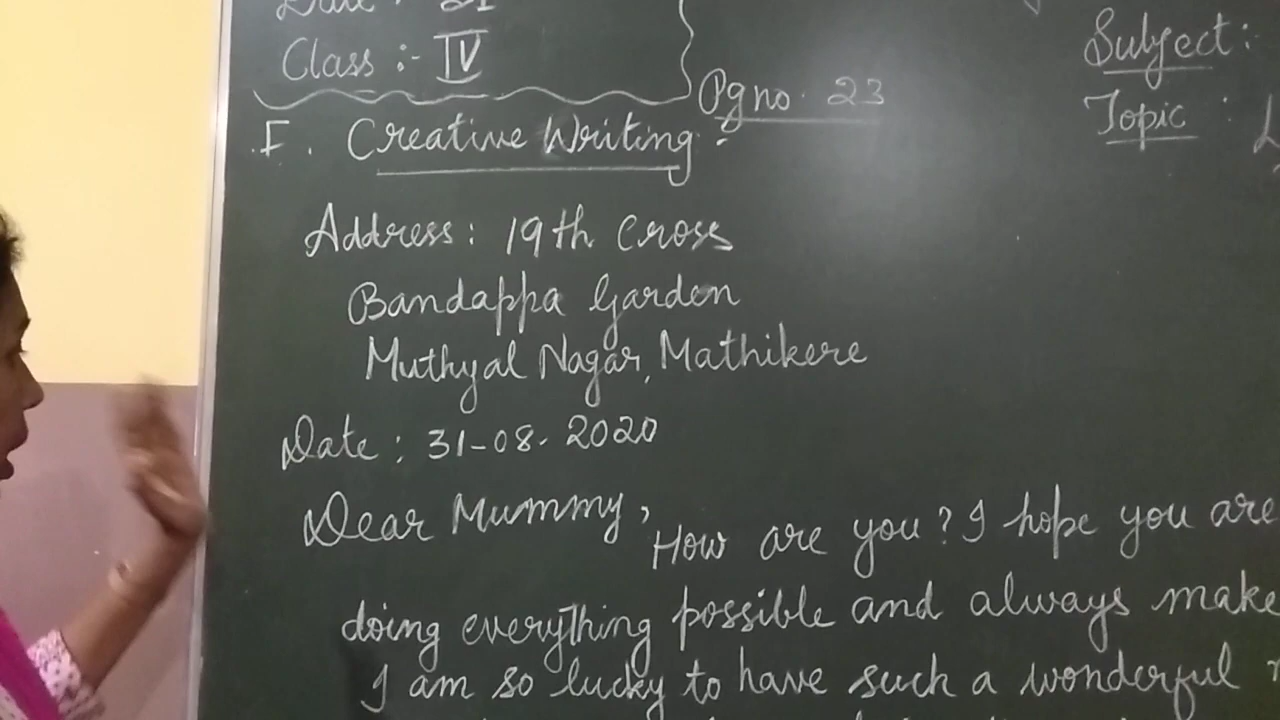 Class :- IV
Subject:
Pg no. 23
Topic :
F. Creative Writing :
Address: 19th Cross
Bandappa Garden
Muthyal Nagar, Mathikere
Date : 31-08-2020
Dear Mummy,
How are you? I hope you are
doing everything possible and always make
I am so lucky to have such a wonderful